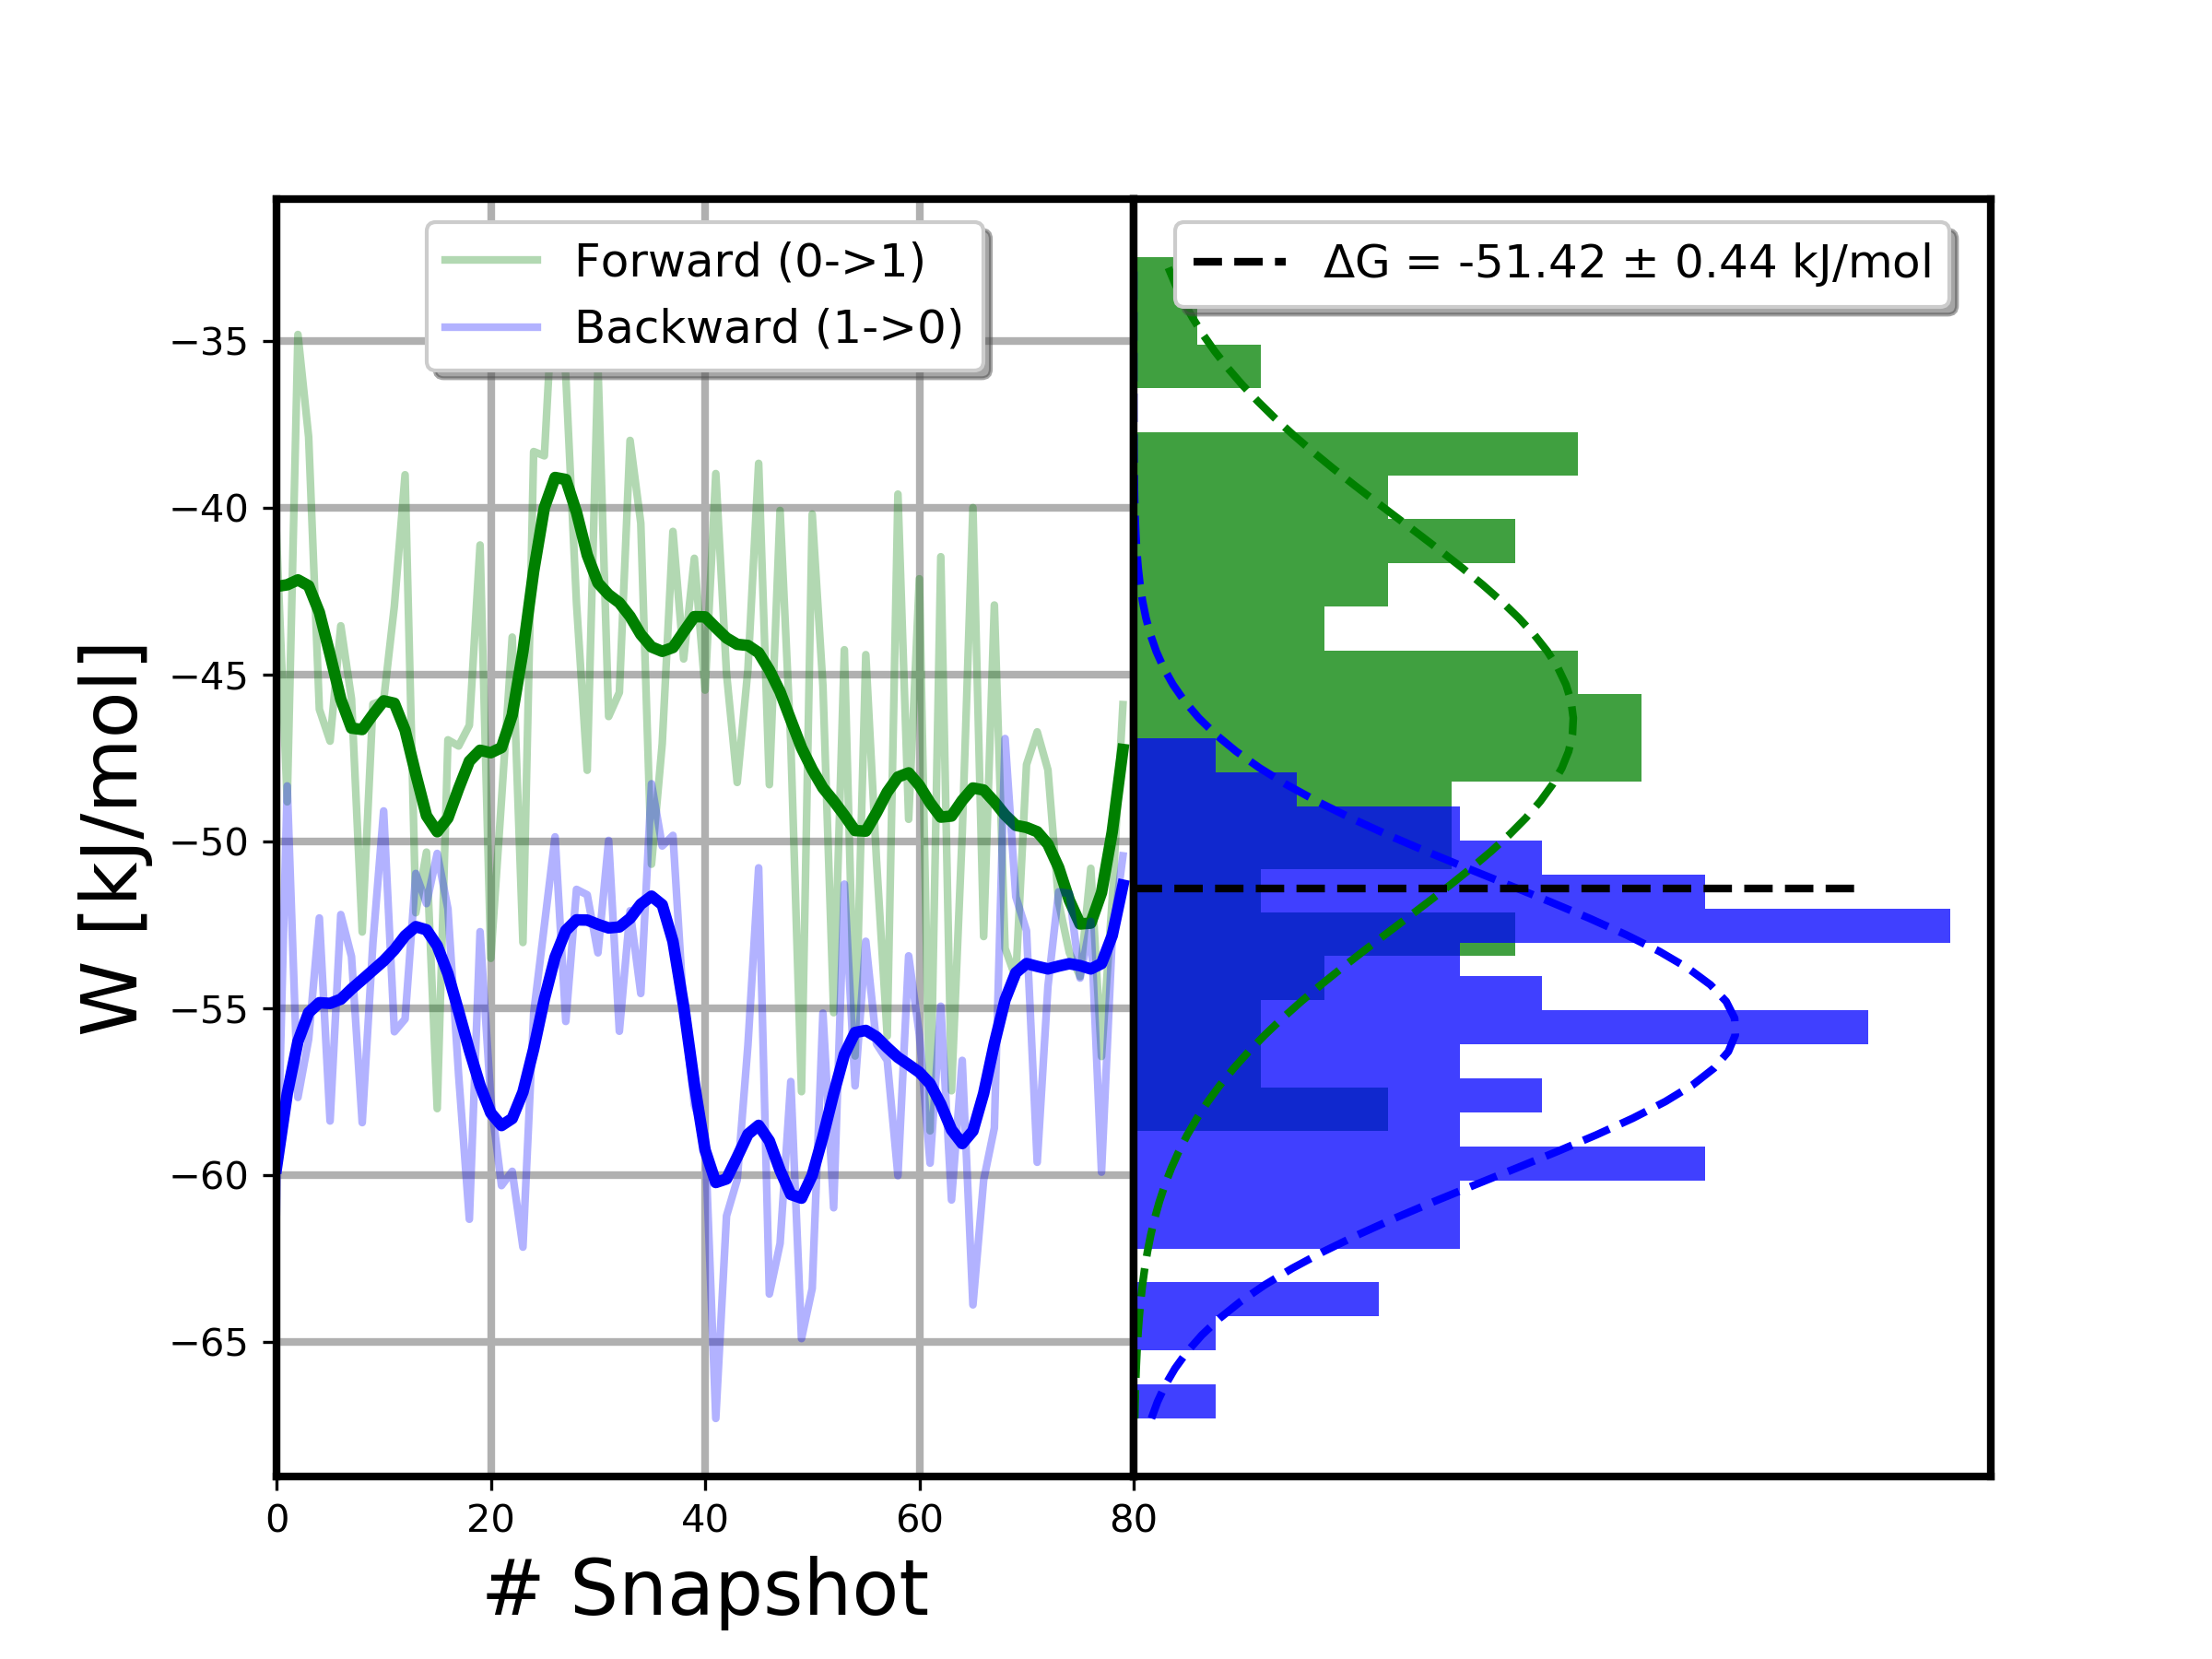 Forward (0->1)
Backward (1->0)
ΔG = -51.42 ± 0.44 kJ/mol
W [kJ/mol]
−35
−40
−45
−50
−55
−60
−65
0 20 40 60 80
# Snapshot